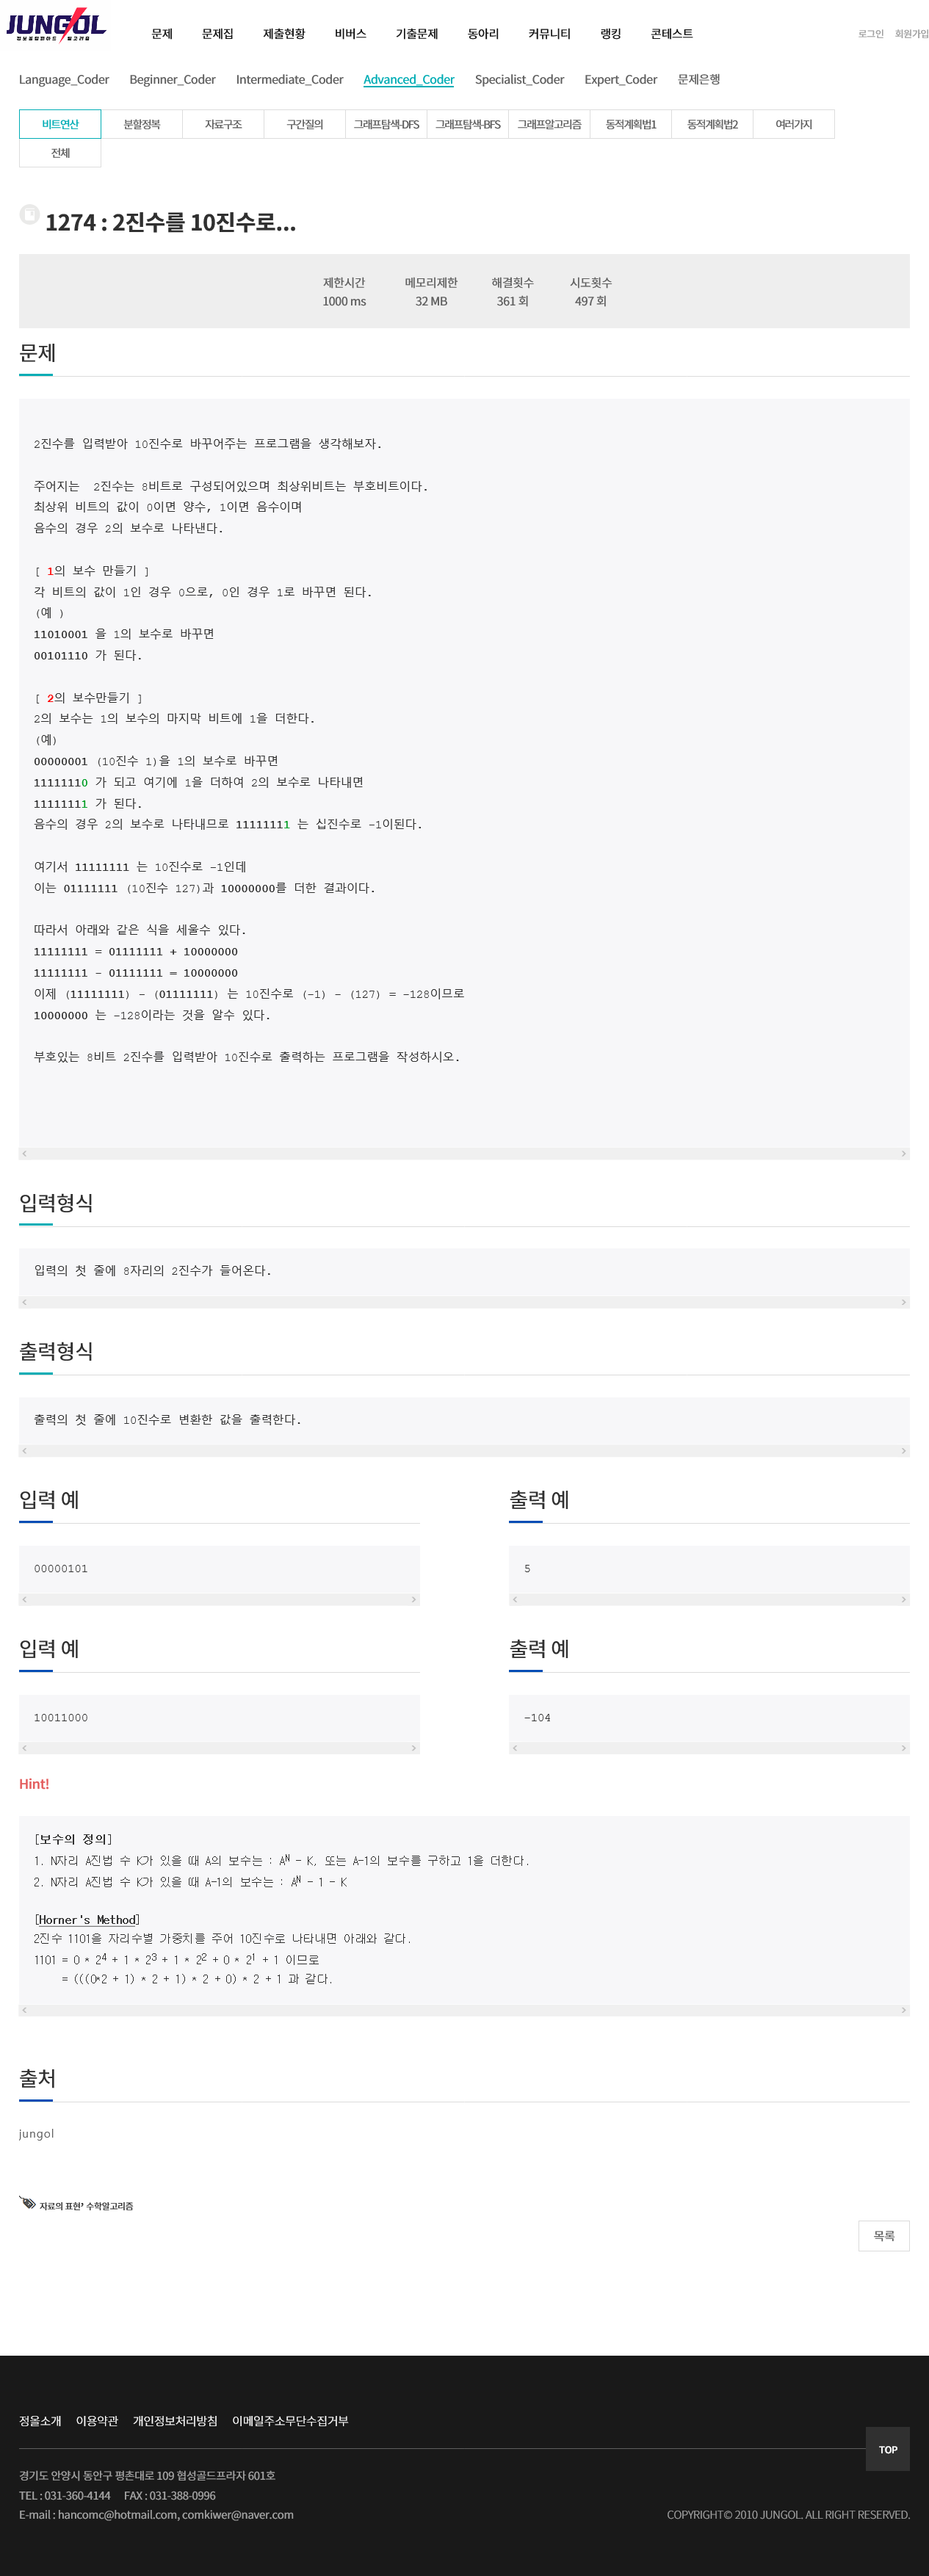 JUNGOL
문제 문제집 제출현황 비버스 기출문제 동아리 커뮤니티 랭킹 콘테스트 로그인 회원가입
Language_Coder Beginner_Coder Intermediate_Coder Advanced_Coder Specialist_Coder Expert_Coder 문제은행
비트연산 분할정복 자료구조 구간질의 그래프탐색-DFS 그래프탐색-BFS 그래프알고리즘 동적계획법1 동적계획법2 여러가지
전체
1274 : 2진수를 10진수로...
제한시간 메모리제한 해결횟수 시도횟수
1000 ms 32 MB 361 회 497 회
문제
2진수를 입력받아 10진수로 바꾸어주는 프로그램을 생각해보자.
주어지는 2진수는 8비트로 구성되어있으며 최상위비트는 부호비트이다.
최상위 비트의 값이 0이면 양수, 1이면 음수이며
음수의 경우 2의 보수로 나타낸다.
[ 1의 보수 만들기 ]
각 비트의 값이 1인 경우 0으로, 0인 경우 1로 바꾸면 된다.
(예 )
11010001 을 1의 보수로 바꾸면
00101110 가 된다.
[ 2의 보수만들기 ]
2의 보수는 1의 보수의 마지막 비트에 1을 더한다.
(예)
00000001 (10진수 1)을 1의 보수로 바꾸면
11111110 가 되고 여기에 1을 더하여 2의 보수로 나타내면
11111111 가 된다.
음수의 경우 2의 보수로 나타내므로 11111111 는 십진수로 -1이된다.
여기서 11111111 는 10진수로 -1인데
이는 01111111 (10진수 127)과 10000000를 더한 결과이다.
따라서 아래와 같은 식을 세울수 있다.
11111111 = 01111111 + 10000000
11111111 - 01111111 = 10000000
이제 (11111111) - (01111111) 는 10진수로 (-1) - (127) = -128이므로
10000000 는 -128이라는 것을 알수 있다.
부호있는 8비트 2진수를 입력받아 10진수로 출력하는 프로그램을 작성하시오.
입력형식
입력의 첫 줄에 8자리의 2진수가 들어온다.
출력형식
출력의 첫 줄에 10진수로 변환한 값을 출력한다.
입력 예 출력 예
00000101 5
입력 예 출력 예
10011000 -104
Hint!
[보수의 정의]
1. N자리 A진법 수 K가 있을 때 A의 보수는 : A^N - K, 또는 A-1의 보수를 구하고 1을 더한다.
2. N자리 A진법 수 K가 있을 때 A-1의 보수는 : A^N - 1 - K
[Horner's Method]
2진수 1101을 자리수별 가중치를 주어 10진수로 나타내면 아래와 같다.
1101 = 0 * 2^4 + 1 * 2^3 + 1 * 2^2 + 0 * 2^1 + 1 이므로
= (((0*2 + 1) * 2 + 1) * 2 + 0) * 2 + 1 과 같다.
출처
jungol
자료의 표현, 수학알고리즘
목록
정올소개 이용약관 개인정보처리방침 이메일주소무단수집거부
TOP
경기도 안양시 동안구 평촌대로 109 협성골드프라자 601호
TEL : 031-360-4144 FAX : 031-388-0996
E-mail : hancomc@hotmail.com, comkiwer@naver.com COPYRIGHT© 2010 JUNGOL. ALL RIGHT RESERVED.